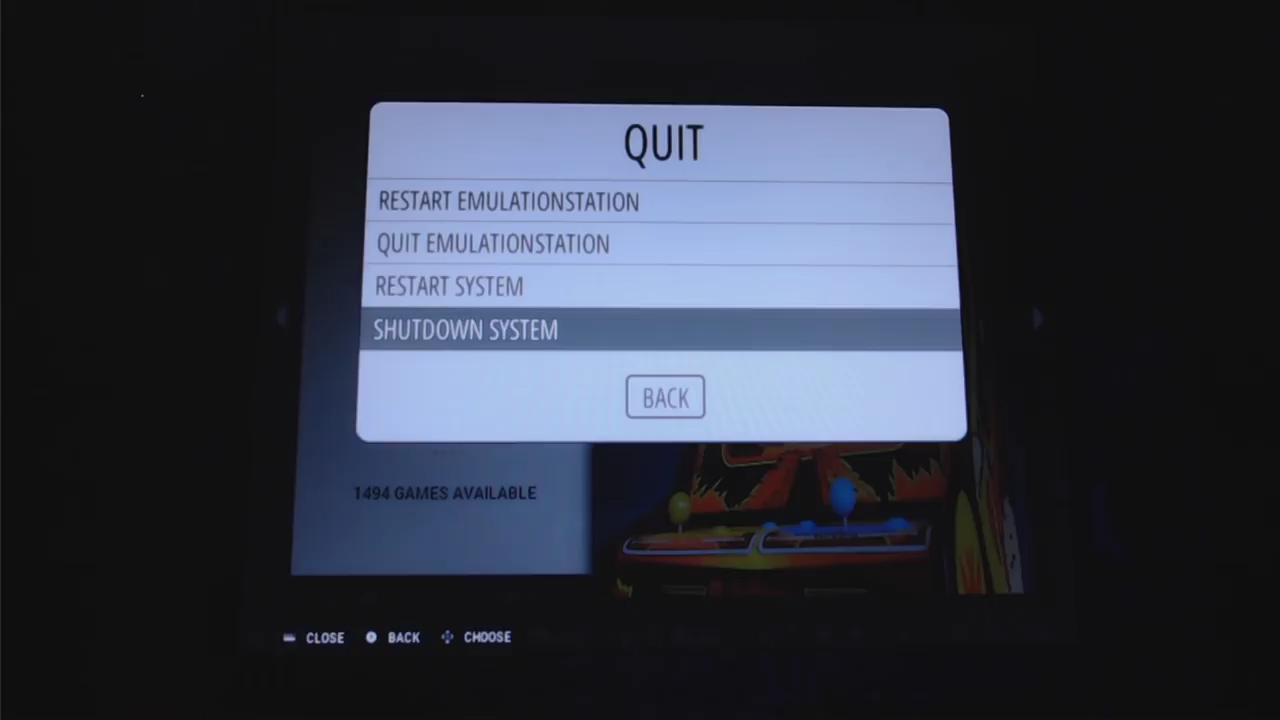 QUIT
RESTART EMULATIONSTATION
QUIT EMULATIONSTATION
RESTART SYSTEM
SHUTDOWN SYSTEM
BACK
1494 GAMES AVAILABLE
CLOSE BACK CHOOSE